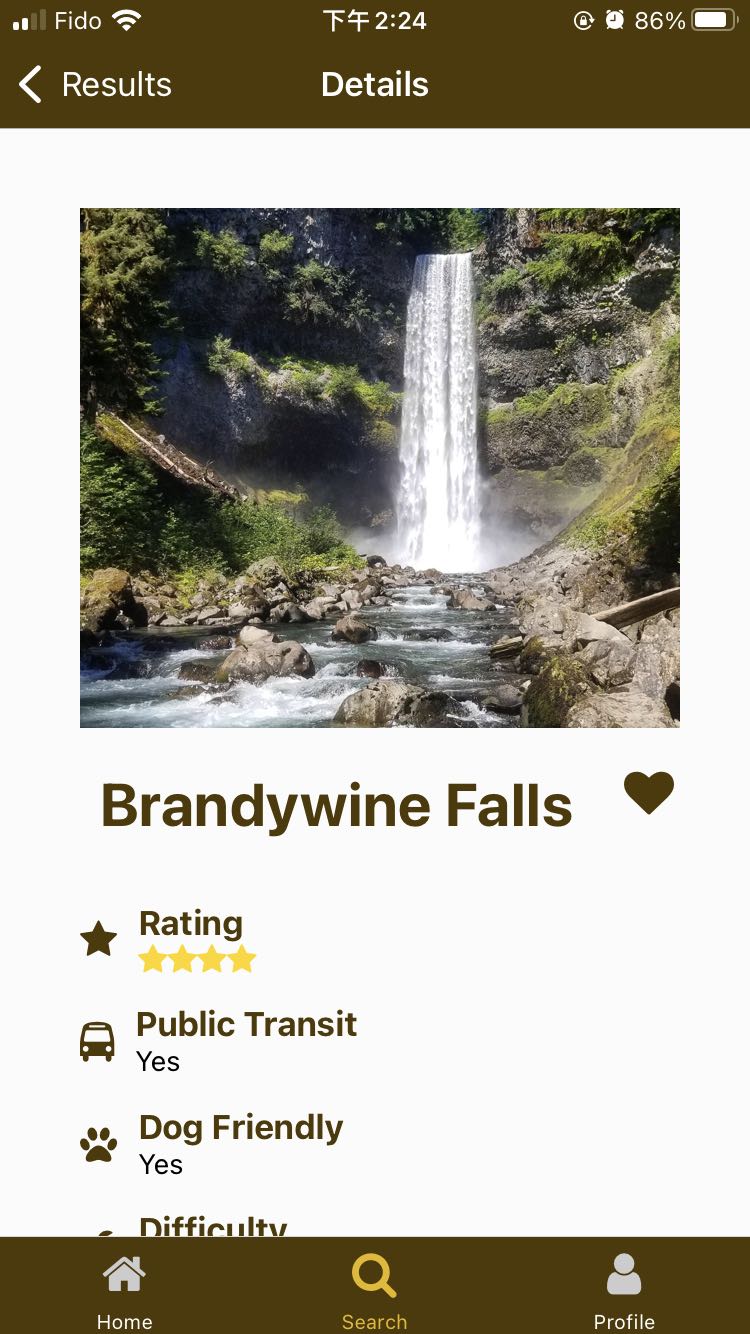 Fido 下午2:24 86%
Results Details
Brandywine Falls
Rating
Public Transit
Yes
Dog Friendly
Yes
Difficulty
Home Search Profile